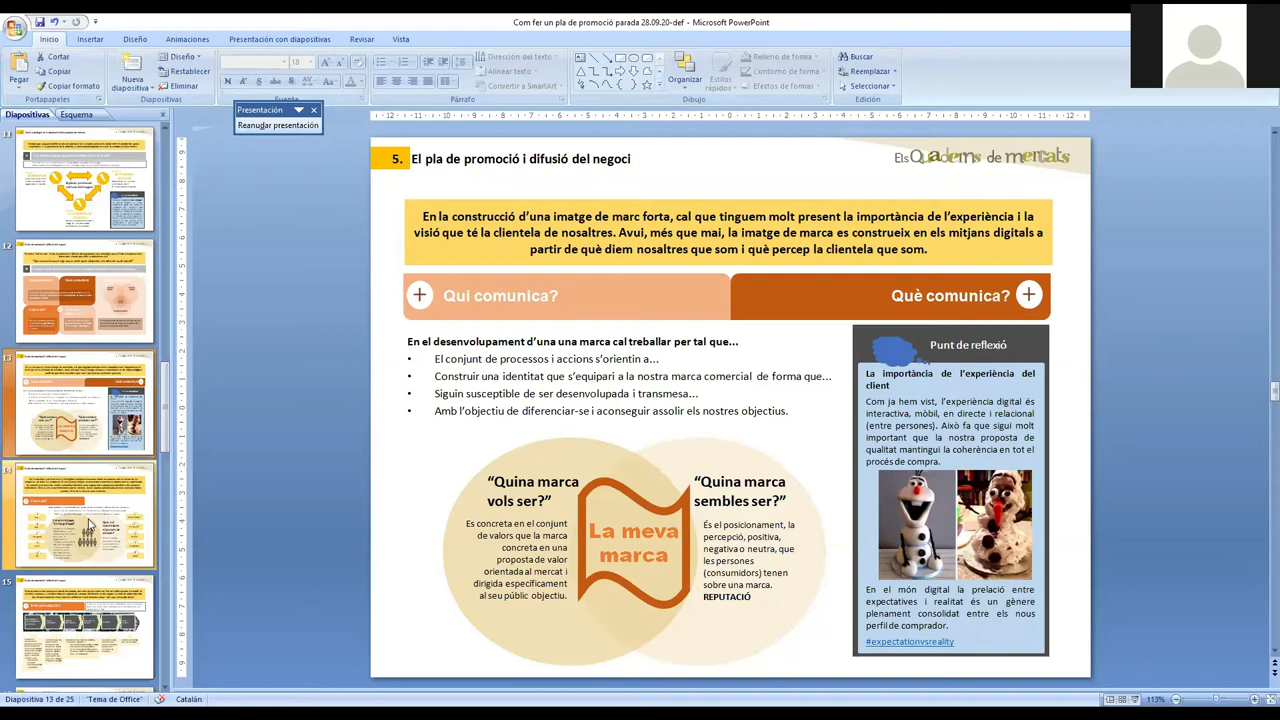 Com fer un pla de promoció parada 28.09.20-def - Microsoft PowerPoint
Inicio
Insertar
Diseño
Animaciones
Presentación con diapositivas
Revisar
Vista
Pegar
Cortar
Copiar
Copiar formato
Portapapeles
Nueva diapositiva
Diseño
Restablecer
Eliminar
Diapositivas
18
Fuente
Dirección del texto
Alinear texto
Convertir a SmartArt
Párrafo
Organizar
Estilos rápidos
Relleno de forma
Contorno de forma
Efectos de formas
Dibujo
Buscar
Reemplazar
Seleccionar
Edición
Presentación
Reanudar presentación
Diapositivas
Esquema
11
12
13
14
15
5. El pla de promoció i difusió del negoci
Els Quaderns de mercats
En la construcció d'una imatge de marc forta, cal que tinguem molt present la importància de l'experiència i la
visió que té la clientela de nosaltres. Avui, més que mai, la imatge de marca es construeix en els mitjans digitals a
partir de què diem nosaltres que som i què percep la clientela que som.
Qui comunica?
Què comunica?
En el desenvolupament d'una una marca cal treballar per tal que...
• El conjunt de processos i accions s'orientin a...
• Construir una identitat que s'equipari a la nostra marca comercial de forma que...
• Siguin susceptible de ser desenvolupada i transmesa...
• Amb l'objectiu de diferenciar-se i aconseguir assolir els nostres objectius.
"Quina marca
vols ser?"
Es concreta en el conjunt
de valors que la marca
concreta en una
proposta de valor
orientada al mercat i
dirigida específicament
al seu públic objectiu.
La meva
marca
"Quina marca
sembles ser?"
És el posicionament, la
percepció, positiva,
negativa o neutra, que
les persones
(consumidors) tenen
sobre una marca.
REPUTACIÓ
Punt de reflexió
La importància de l'experiència del
client
Com ja hem vist, l'experiència digital és
interactiva, mòbil, en directe i relacional
(entre persones). Això fa que sigui molt
important que la nostra proposta de
qualitat mantingui la coherència en tot el
procés de compra.
En el món digital la prelació entre
expectatives i realitat és un gènere
plenament consolidat entre els nous
perfil de comprador.
#expectationvsreality
Diapositiva 13 de 25
"Tema de Office"
Catalán
113%